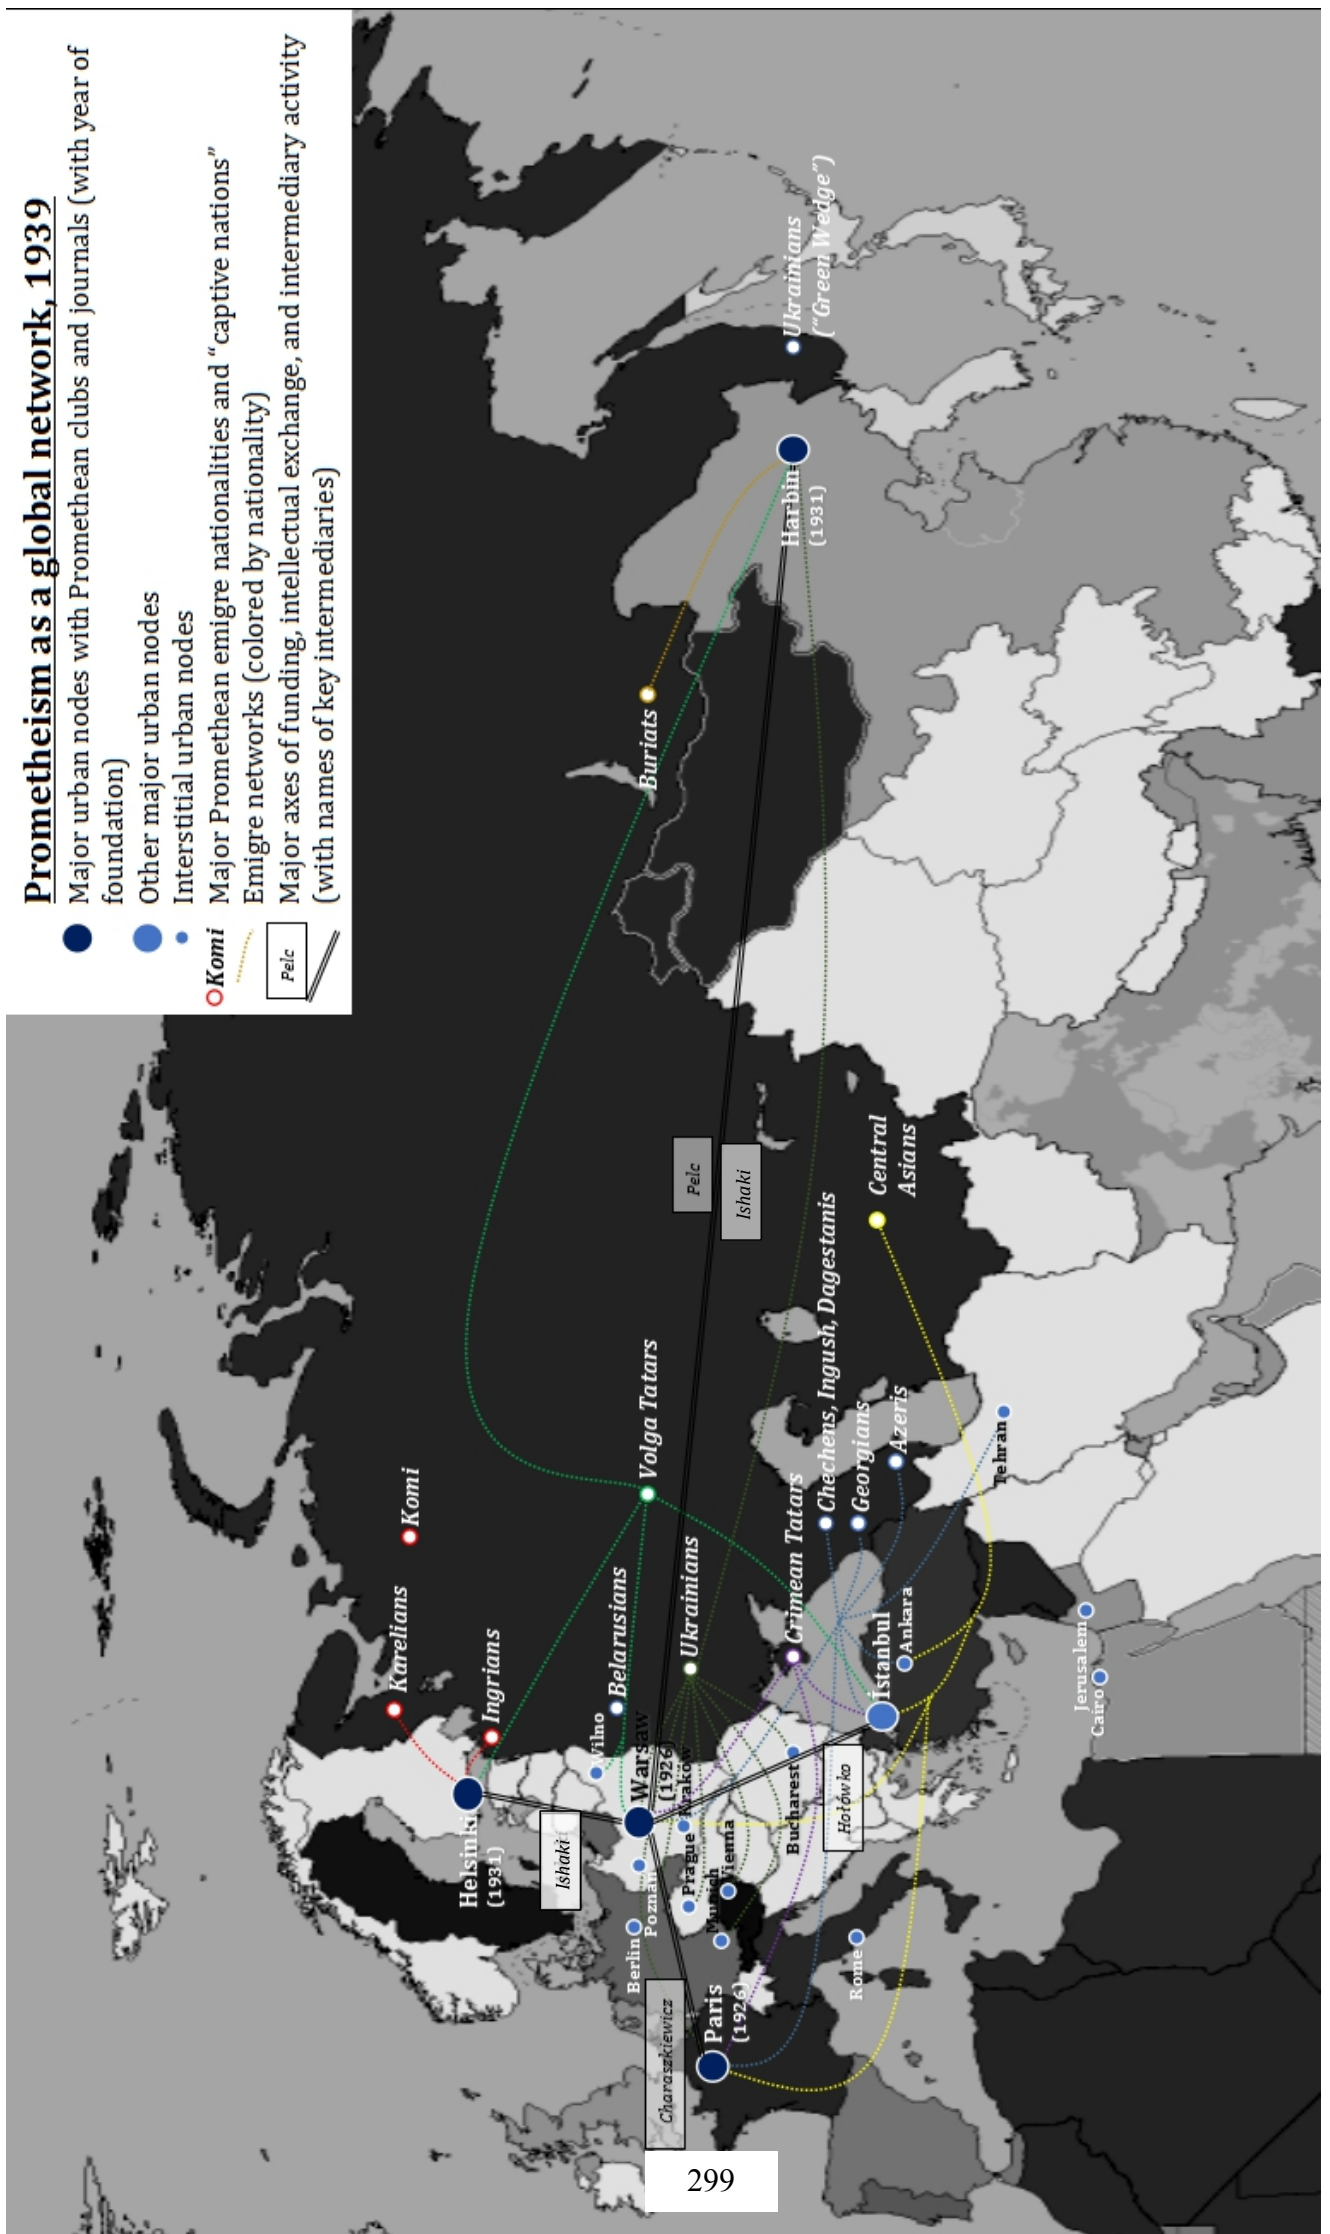 Prometheism as a global network, 1939
Major urban nodes with Promethean clubs and journals (with year of
foundation)
Other major urban nodes
Interstitial urban nodes
Komi
Major Promethean emigre nationalities and “captive nations”
Emigre networks (colored by nationality)
Pelc
Major axes of funding, intellectual exchange, and intermediary activity
(with names of key intermediaries)
Karelians
Komi
Ingrians
Helsinki
(1931)
Ishaki
Wilno
Belarusians
Volga Tatars
Buriats
Warsaw
(1926)
Berlin
Poznań
Krakow
Prague
Munich
Vienna
Ukrainians
Charaszkiewicz
Paris
(1926)
Pelc
Ishaki
Harbin
(1931)
Ukrainians
(“Green Wedge”)
Bucharest
Crimean Tatars
Hołówko
Chechens, Ingush, Dagestanis
Georgians
Azeris
Central
Asians
Rome
İstanbul
Ankara
Tehran
Jerusalem
Cairo
299